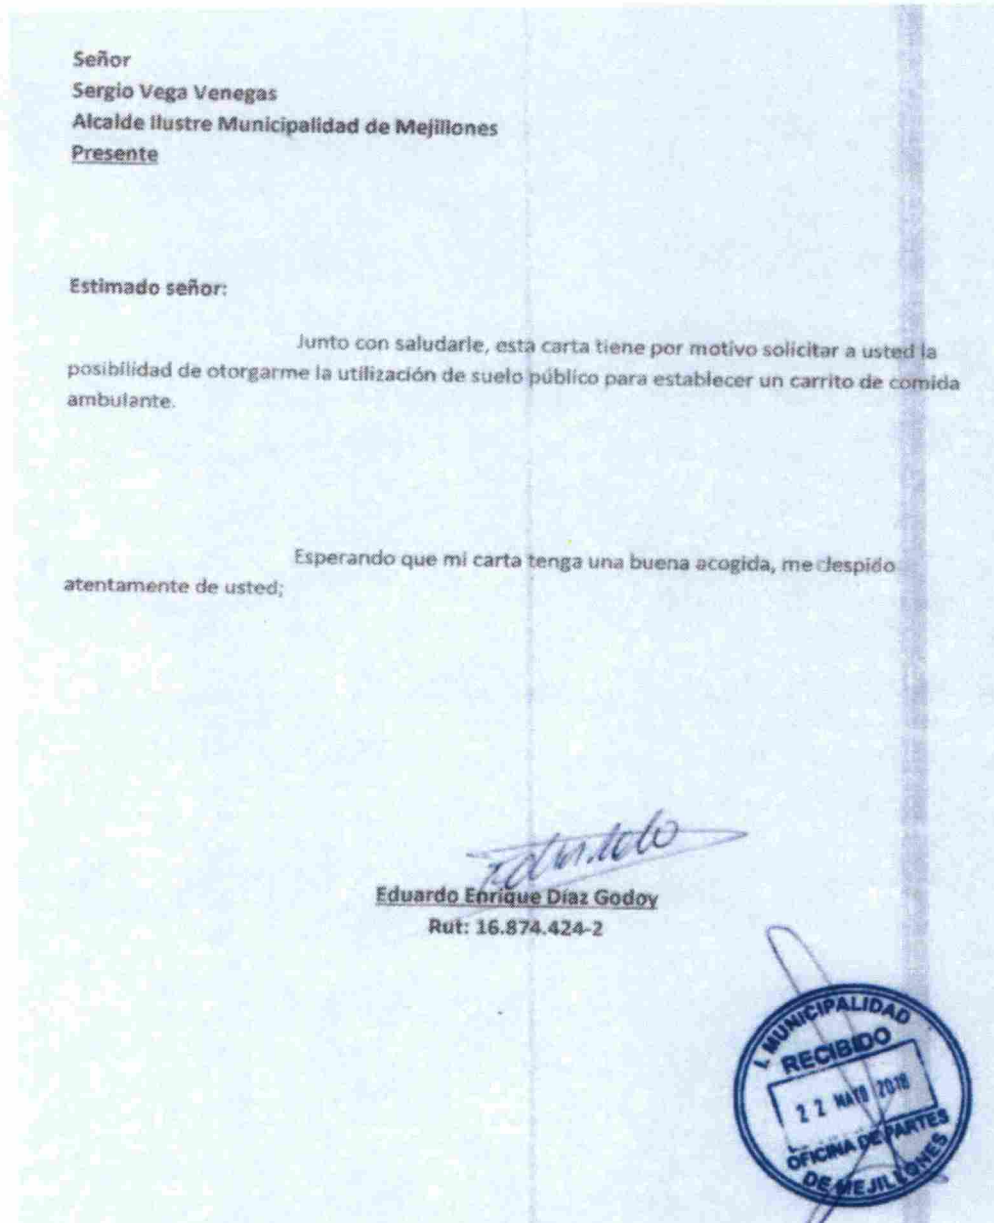 Señor
Sergio Vega Venegas
Alcalde Ilustre Municipalidad de Mejillones
Presente
Estimado señor:
Junto con saludarle, esta carta tiene por motivo solicitar a usted la
posibilidad de otorgarme la utilización de suelo público para establecer un carrito de comida
ambulante.
Esperando que mi carta tenga una buena acogida, me despido
atentamente de usted;
Eduardo
Eduardo Enrique Díaz Godoy
Rut: 16.874.424-2
I. MUNICIPALIDAD
RECIBIDO
22 MAYO 2018
OFICINA DE PARTES
DE MEJILLONES